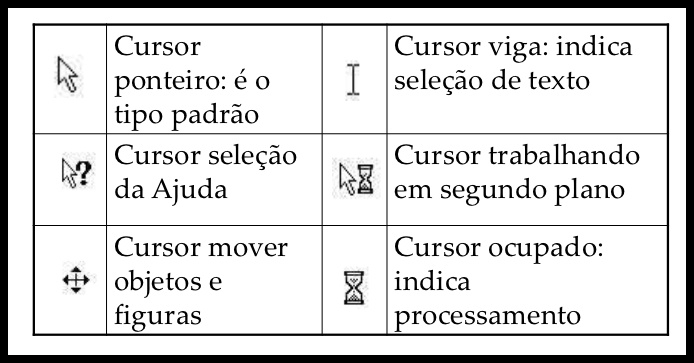 Cursor
ponteiro: é o
tipo padrão
Cursor viga: indica
seleção de texto
Cursor seleção
da Ajuda
Cursor trabalhando
em segundo plano
Cursor mover
objetos e
figuras
Cursor ocupado:
indica
processamento